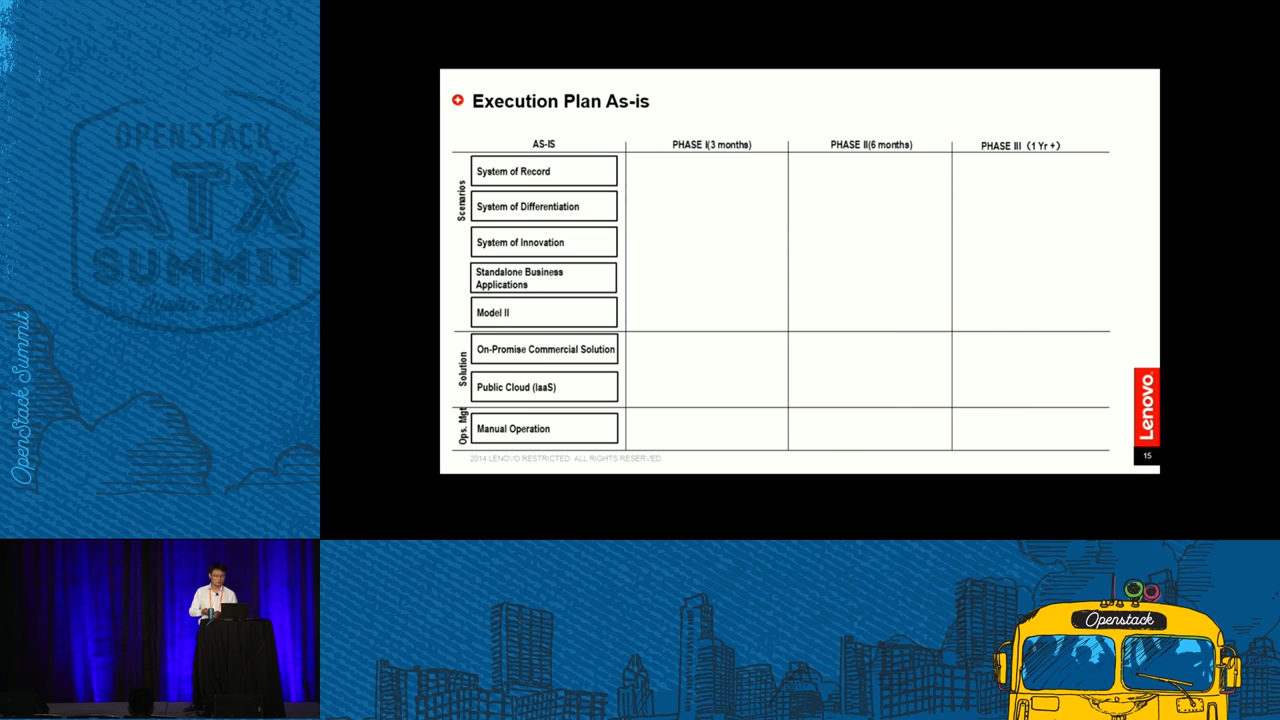 OPENSTACK
ATX
SUMMIT
Austin
OpenStack Summit
Execution Plan As-is
AS-IS
PHASE I(3 months)
PHASE II(6 months)
PHASE III (1 Yr +)
Scenarios
System of Record
System of Differentiation
System of Innovation
Standalone Business
Applications
Model II
Solution
On-Promise Commercial Solution
Public Cloud (IaaS)
Ops. Mgt
Manual Operation
2014 LENOVO RESTRICTED. ALL RIGHTS RESERVED.
Lenovo
15
Openstack